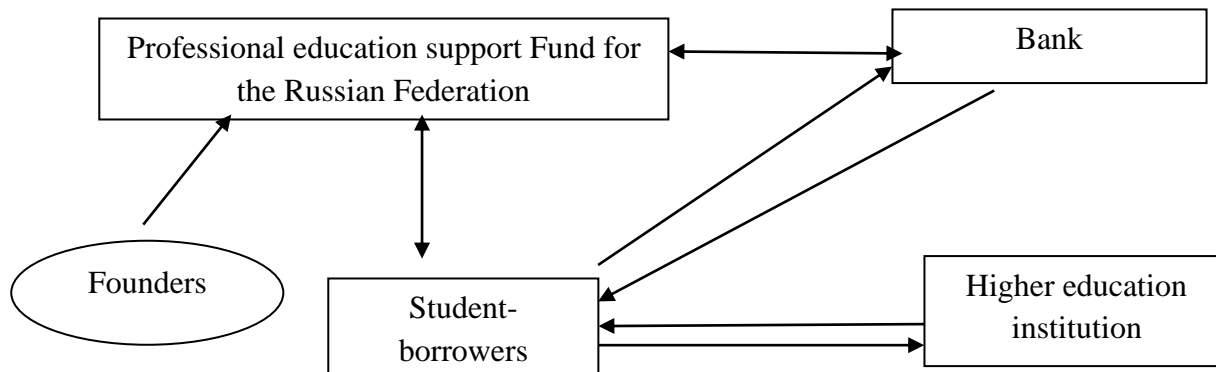 Professional education support Fund for
the Russian Federation
Bank
Founders
Student-
borrowers
Higher education
institution